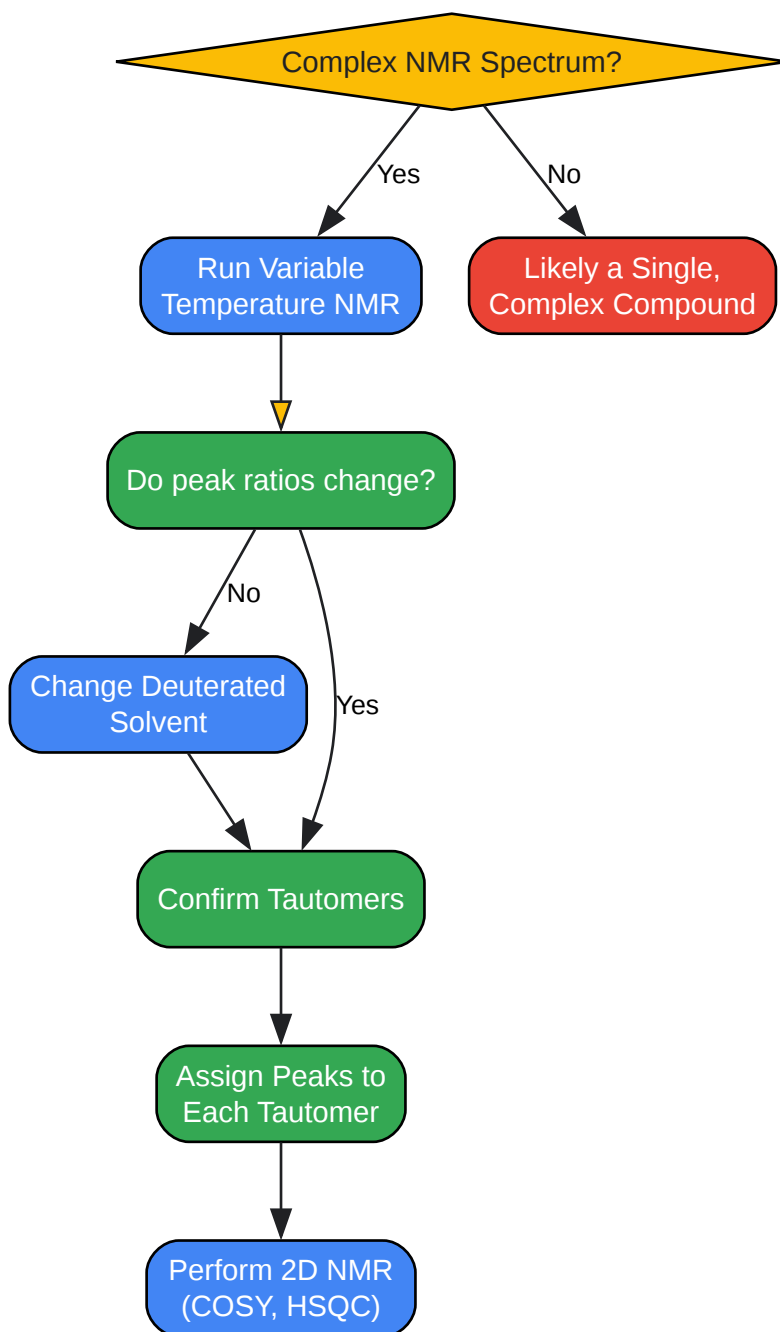 Complex NMR Spectrum?
Yes
No
Run Variable
Temperature NMR
Likely a Single,
Complex Compound
Do peak ratios change?
No
Change Deuterated
Solvent
Yes
Confirm Tautomers
Assign Peaks to
Each Tautomer
Perform 2D NMR
(COSY, HSQC)